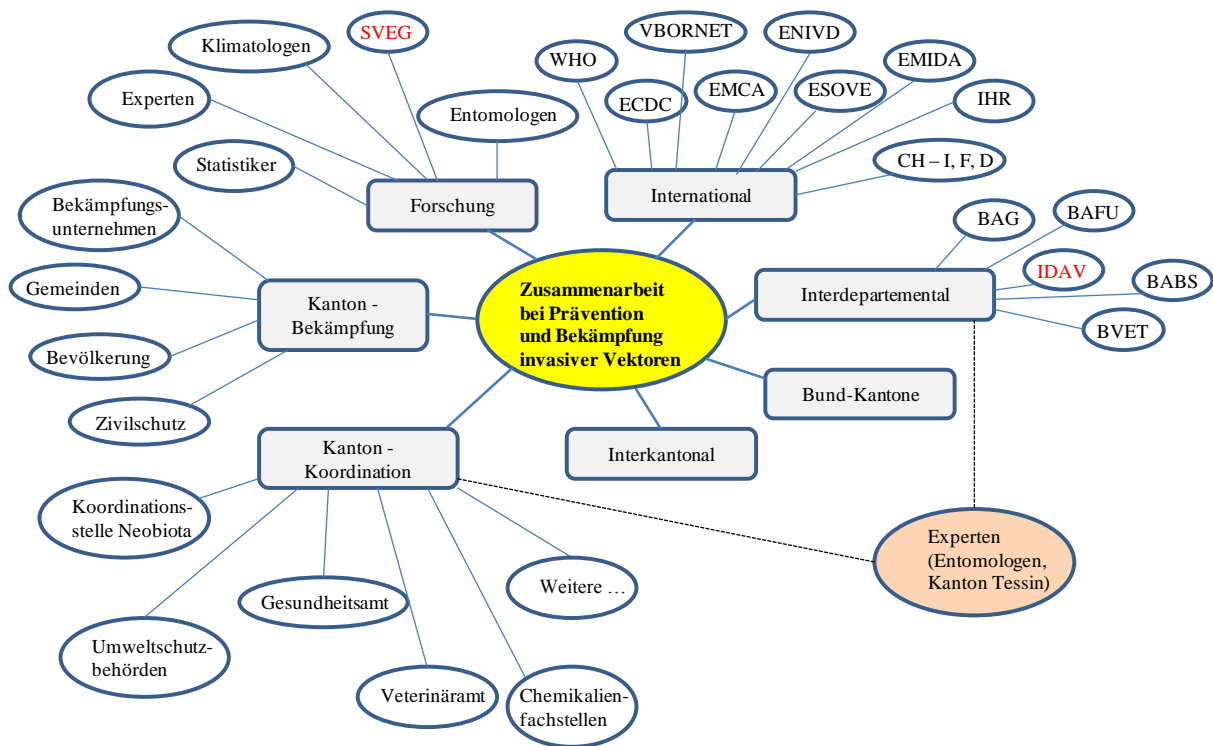 SVEG
Klimatologen
Experten
Entomologen
Statistiker
Forschung
VBORNET
ENIVD
WHO
EMIDA
ECDC
EMCA
ESOVE
IHR
CH – I, F, D
International
BAG
BAFU
IDAV
BABS
BVET
Interdepartemental
Bekämpfungs-
unternehmen
Gemeinden
Bevölkerung
Zivilschutz
Kanton -
Bekämpfung
Zusammenarbeit
bei Prävention
und Bekämpfung
invasiver Vektoren
Bund-Kantone
Interkantonal
Kanton -
Koordination
Koordinations-
stelle Neobiota
Umweltschutz-
behörden
Gesundheitsamt
Veterinäramt
Chemikalien-
fachstellen
Weitere …
Experten
(Entomologen,
Kanton Tessin)